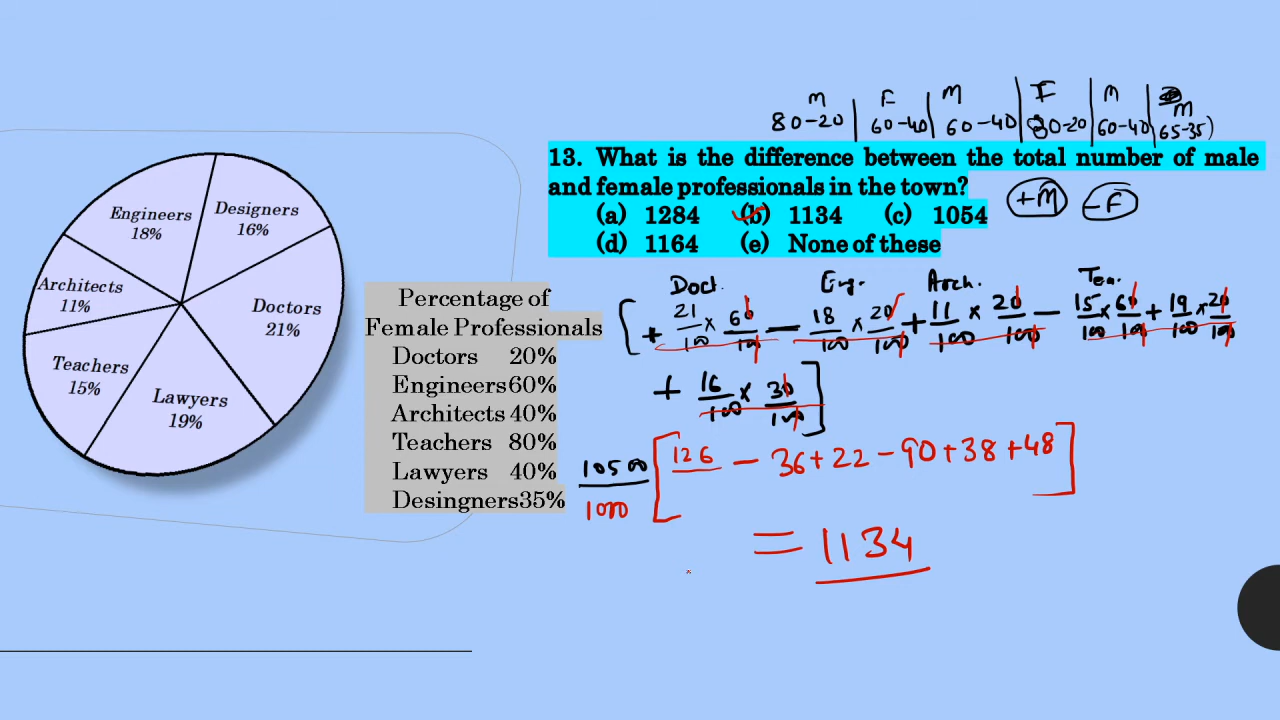 M | F | M | F | M | M
80-20 | 60-40 | 60-40 | 80-20 | 60-40 | (65-35)
13. What is the difference between the total number of male
and female professionals in the town?
+M -F
(a) 1284 (b) 1134 (c) 1054
(d) 1164 (e) None of these
Engineers
18%
Designers
16%
Architects
11%
Doctors
21%
Teachers
15%
Lawyers
19%
Percentage of
Female Professionals
Doctors 20%
Engineers60%
Architects 40%
Teachers 80%
Lawyers 40%
Desingners35%
Doct. Eng. Arch. Tea.
[+ 21/100 × 60/100 - 18/100 × 20/100 + 11/100 × 20/100 - 15/100 × 60/100 + 19/100 × 20/100
+ 16/100 × 30/100]
10500/1000 [126 - 36+22-90+38+48]
= 1134